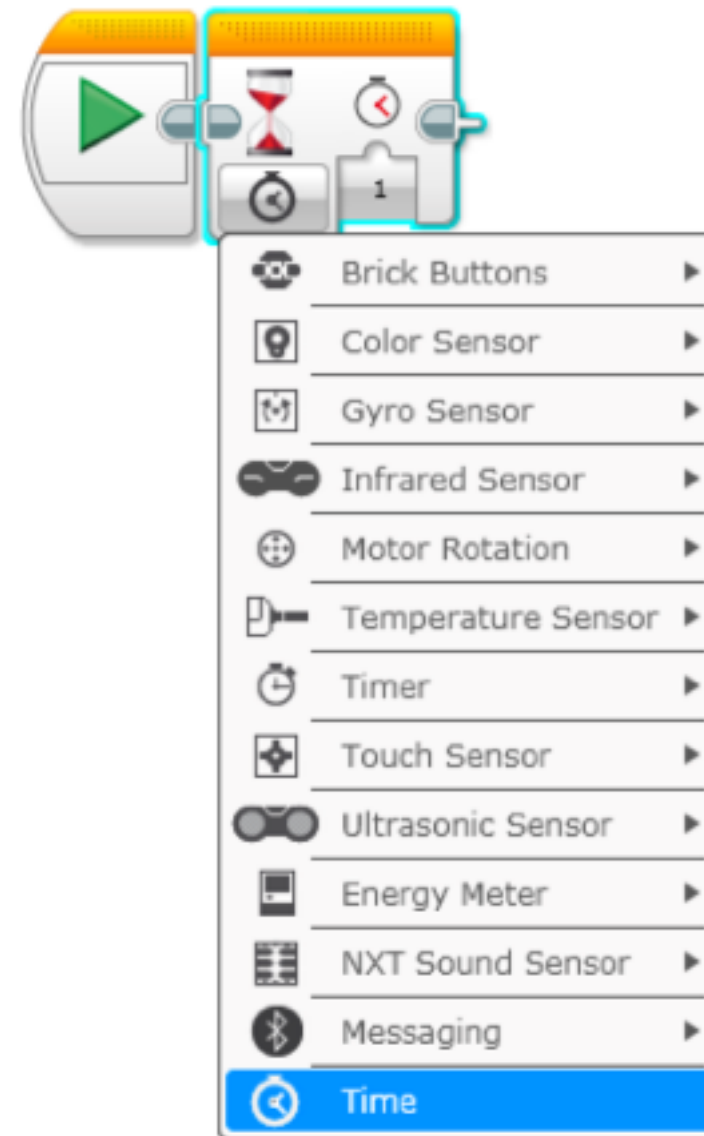 1
Brick Buttons
Color Sensor
Gyro Sensor
Infrared Sensor
Motor Rotation
Temperature Sensor
Timer
Touch Sensor
Ultrasonic Sensor
Energy Meter
NXT Sound Sensor
Messaging
Time